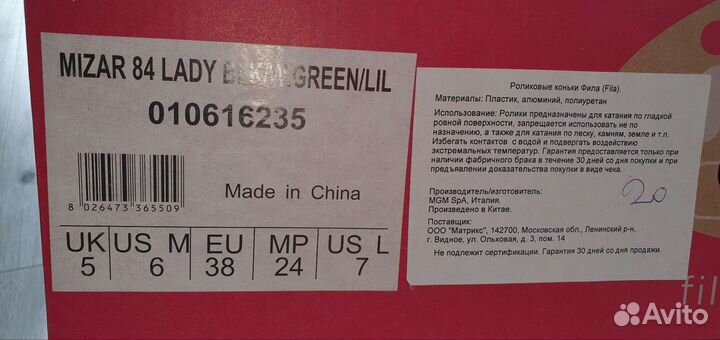 MIZAR 84 LADY GREEN/LIL
010616235
8 026473 365509
Made in China
UK US M EU MP US L
5 6 38 24 7
Роликовые коньки Фила (Fila).
Материалы: Пластик, алюминий, полиуретан
Использование: Ролики предназначены для катания по гладкой
ровной поверхности, запрещается использовать не по
назначению, а также для катания по песку, камням, земле и т.п.
Избегать контактов с водой и подвергать воздействию
экстремальных температур. Гарантия предоставляется только при
наличии фабричного брака в течение 30 дней со дня покупки и при
предъявлении доказательства покупки в виде чека.
Производитель/изготовитель:
MGM SpA, Италия.
Произведено в Китае.
Поставщик:
ООО "Матрикс", 142700, Московская обл., Ленинский р-н,
г. Видное, ул. Ольховая, д. 3, пом. 14
Не подлежит сертификации. Гарантия 30 дней со дня продажи.
20
fil
Avito